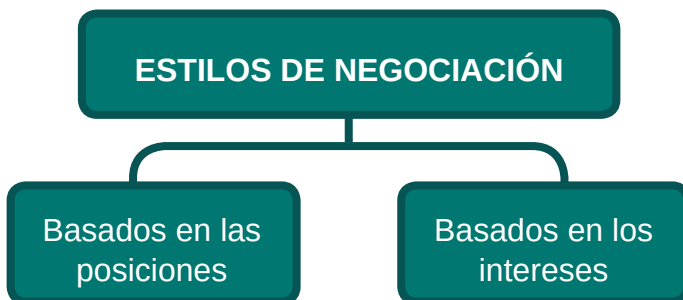 ESTILOS DE NEGOCIACIÓN
Basados en las
posiciones
Basados en los
intereses